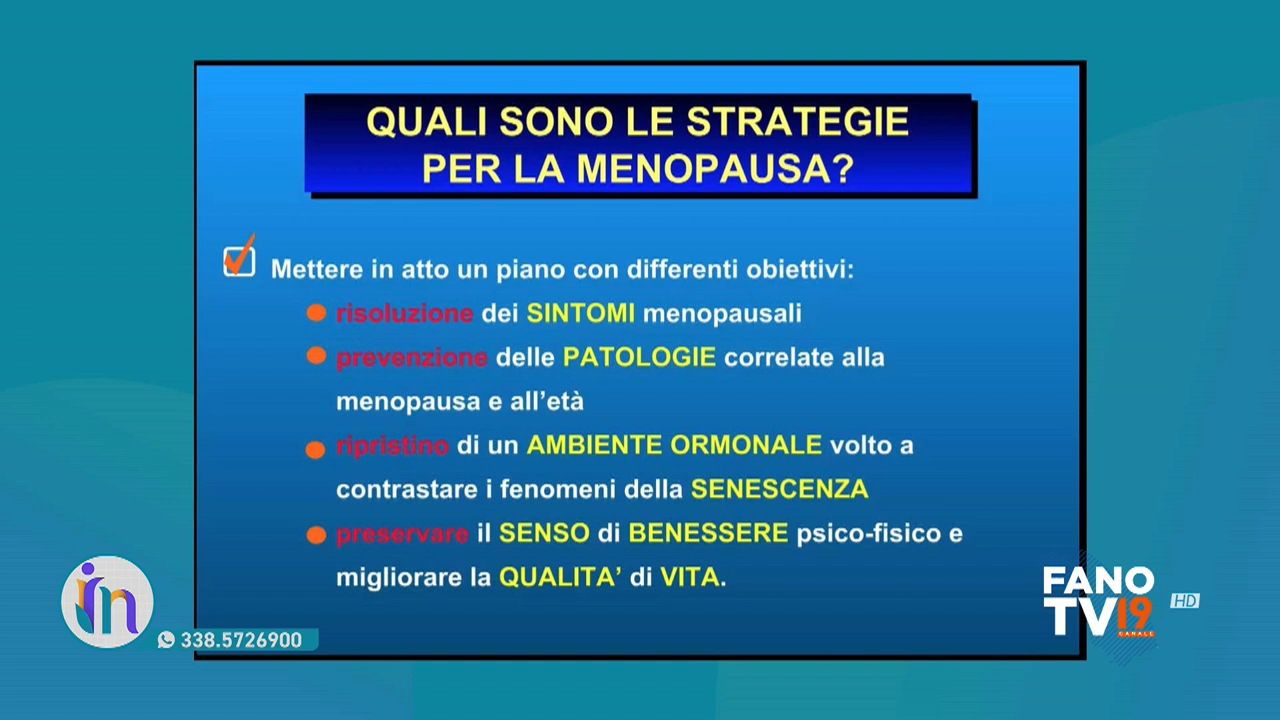 QUALI SONO LE STRATEGIE
PER LA MENOPAUSA?
Mettere in atto un piano con differenti obiettivi:
risoluzione dei SINTOMI menopausali
prevenzione delle PATOLOGIE correlate alla
menopausa e all’età
ripristino di un AMBIENTE ORMONALE volto a
contrastare i fenomeni della SENESCENZA
preservare il SENSO di BENESSERE psico-fisico e
migliorare la QUALITA’ di VITA.
in
338.5726900
FANO
TV19
CANALE
HD